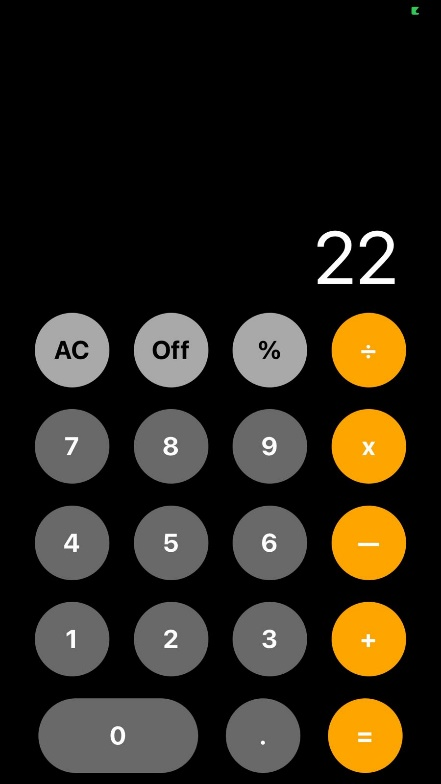 22
AC Off % ÷
7 8 9 x
4 5 6 —
1 2 3 +
0 . =